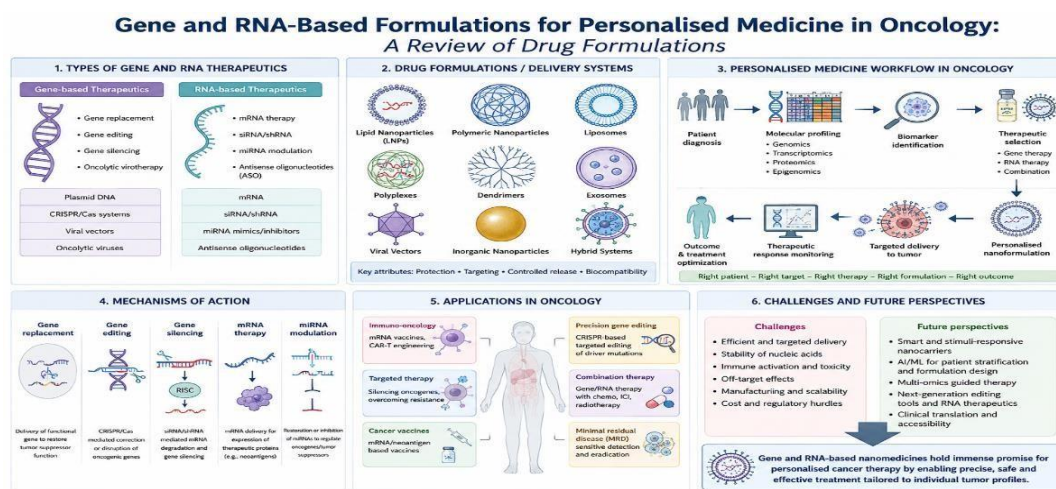 Gene and RNA-Based Formulations for Personalised Medicine in Oncology:
A Review of Drug Formulations
1. TYPES OF GENE AND RNA THERAPEUTICS
Gene-based Therapeutics
• Gene replacement
• Gene editing
• Gene silencing
• Oncolytic virotherapy
RNA-based Therapeutics
• mRNA therapy
• siRNA/shRNA
• miRNA modulation
• Antisense oligonucleotides
(ASO)
Plasmid DNA
CRISPR/Cas systems
Viral vectors
Oncolytic viruses
mRNA
siRNA/shRNA
miRNA mimics/inhibitors
Antisense oligonucleotides
2. DRUG FORMULATIONS / DELIVERY SYSTEMS
Lipid Nanoparticles
(LNPs)
Polymeric Nanoparticles
Liposomes
Polyplexes
Dendrimers
Exosomes
Viral Vectors
Inorganic Nanoparticles
Hybrid Systems
Key attributes: Protection • Targeting • Controlled release • Biocompatibility
3. PERSONALISED MEDICINE WORKFLOW IN ONCOLOGY
Patient
diagnosis
Molecular profiling
• Genomics
• Transcriptomics
• Proteomics
• Epigenomics
Biomarker
identification
Therapeutic
selection
• Gene therapy
• RNA therapy
• Combination
Outcome
& treatment
optimization
Therapeutic
response monitoring
Targeted delivery
to tumor
Personalised
nanoformulation
Right patient – Right target – Right therapy – Right formulation – Right outcome
4. MECHANISMS OF ACTION
Gene
replacement
Delivery of functional
gene to restore
tumor suppressor
function
Gene
editing
CRISPR/Cas
mediated correction
or disruption of
oncogenic genes
Gene
silencing
RISC
siRNA/shRNA
mediated mRNA
degradation and
gene silencing
mRNA
therapy
mRNA delivery for
expression of
therapeutic proteins
(e.g., neoantigens)
miRNA
modulation
Restoration or inhibition
of miRNAs to regulate
oncogenes/tumor
suppressors
5. APPLICATIONS IN ONCOLOGY
Immuno-oncology
mRNA vaccines,
CAR-T engineering
Targeted therapy
Silencing oncogenes,
overcoming resistance
Cancer vaccines
mRNA/neoantigen
based vaccines
Precision gene editing
CRISPR-based
targeted editing
of driver mutations
Combination therapy
Gene/RNA therapy
with chemo, ICI,
radiotherapy
Minimal residual
disease (MRD)
sensitive detection
and eradication
6. CHALLENGES AND FUTURE PERSPECTIVES
Challenges
• Efficient and targeted delivery
• Stability of nucleic acids
• Immune activation and toxicity
• Off-target effects
• Manufacturing and scalability
• Cost and regulatory hurdles
Future perspectives
• Smart and stimuli-responsive
nanocarriers
• AI/ML for patient stratification
and formulation design
• Multi-omics guided therapy
• Next-generation editing
tools and RNA therapeutics
• Clinical translation and
accessibility
Gene and RNA-based nanomedicines hold immense promise for
personalised cancer therapy by enabling precise, safe and
effective treatment tailored to individual tumor profiles.